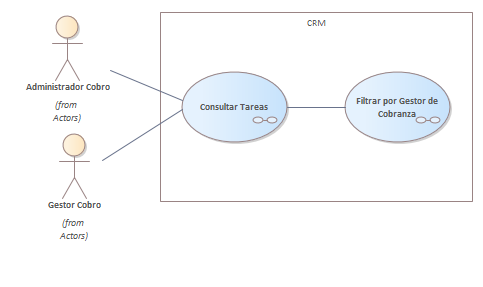 CRM
Administrador Cobro
(from
Actors)
Consultar Tareas
Filtrar por Gestor de
Cobranza
Gestor Cobro
(from
Actors)